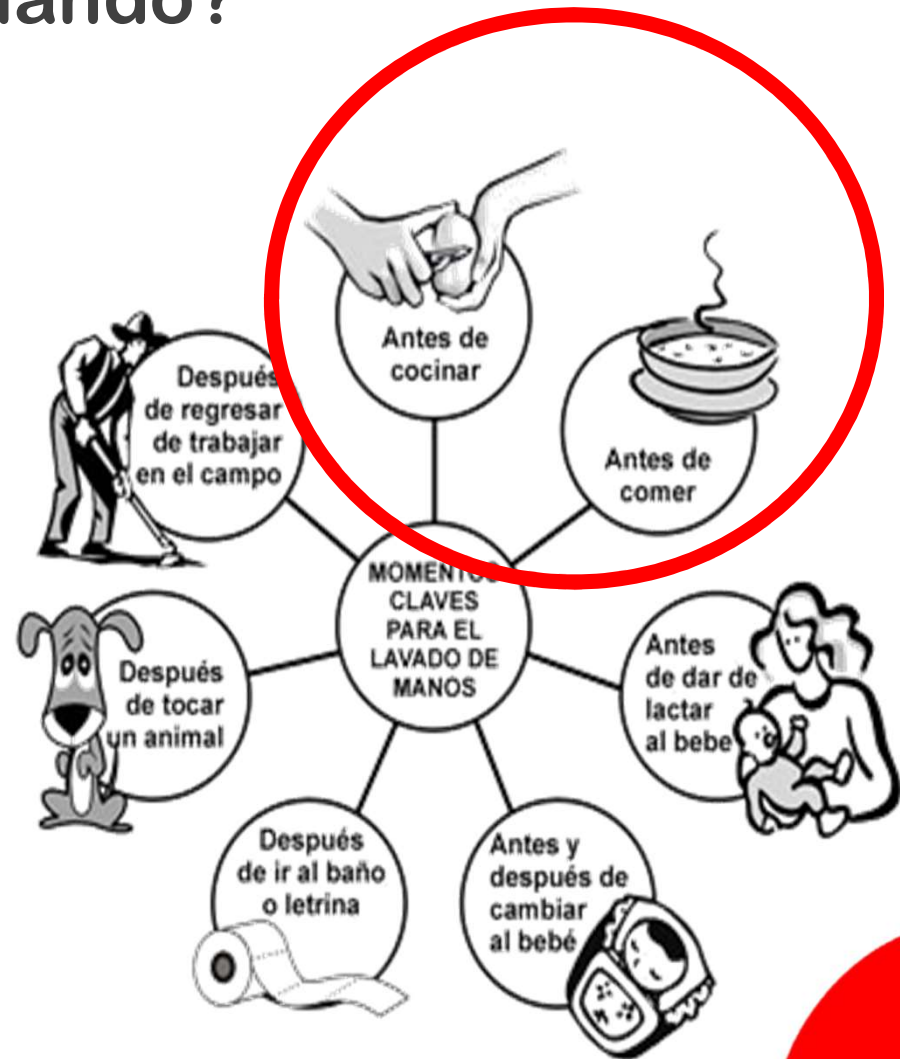 Antes de
cocinar
Antes de
comer
Antes
de dar de
lactar
al bebe
Antes y
después de
cambiar
al bebé
Después
de ir al baño
o letrina
Después
de tocar
un animal
Después
de regresar
de trabajar
en el campo
MOMENTOS
CLAVES
PARA EL
LAVADO DE
MANOS